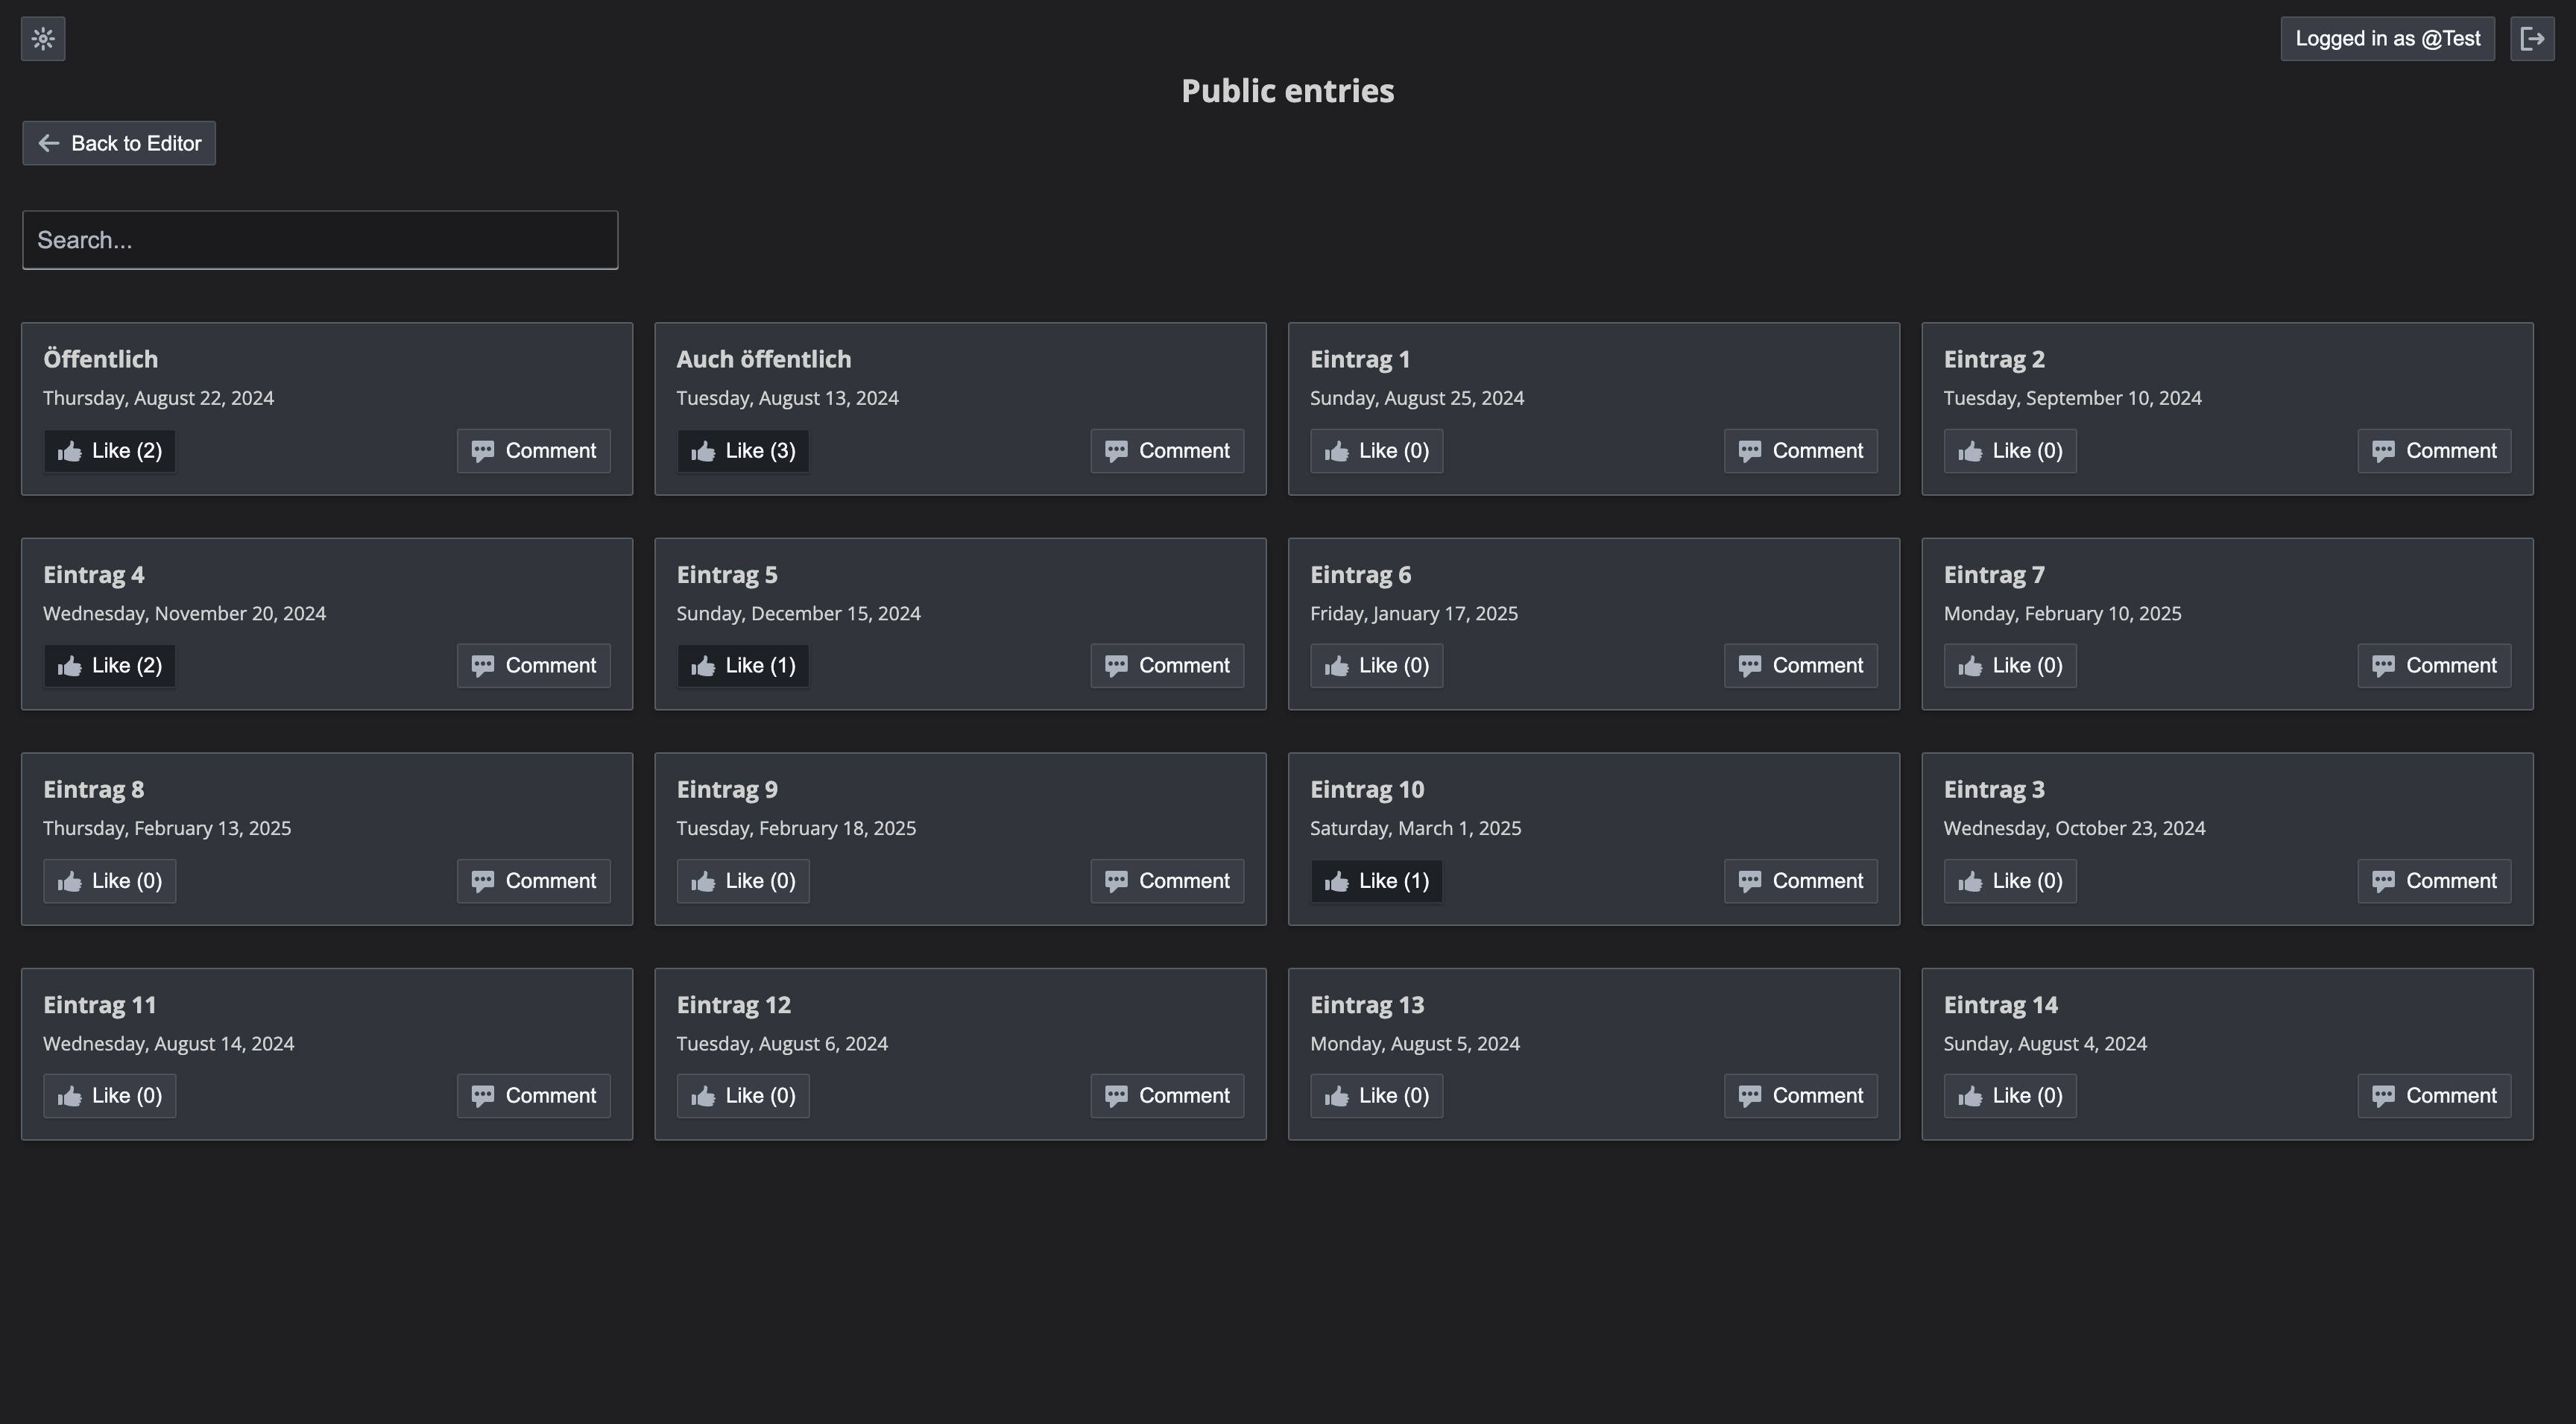 Logged in as @Test
Public entries
Back to Editor
Search...
Öffentlich
Thursday, August 22, 2024
Like (2)
Comment
Auch öffentlich
Tuesday, August 13, 2024
Like (3)
Comment
Eintrag 1
Sunday, August 25, 2024
Like (0)
Comment
Eintrag 2
Tuesday, September 10, 2024
Like (0)
Comment
Eintrag 4
Wednesday, November 20, 2024
Like (2)
Comment
Eintrag 5
Sunday, December 15, 2024
Like (1)
Comment
Eintrag 6
Friday, January 17, 2025
Like (0)
Comment
Eintrag 7
Monday, February 10, 2025
Like (0)
Comment
Eintrag 8
Thursday, February 13, 2025
Like (0)
Comment
Eintrag 9
Tuesday, February 18, 2025
Like (0)
Comment
Eintrag 10
Saturday, March 1, 2025
Like (1)
Comment
Eintrag 3
Wednesday, October 23, 2024
Like (0)
Comment
Eintrag 11
Wednesday, August 14, 2024
Like (0)
Comment
Eintrag 12
Tuesday, August 6, 2024
Like (0)
Comment
Eintrag 13
Monday, August 5, 2024
Like (0)
Comment
Eintrag 14
Sunday, August 4, 2024
Like (0)
Comment